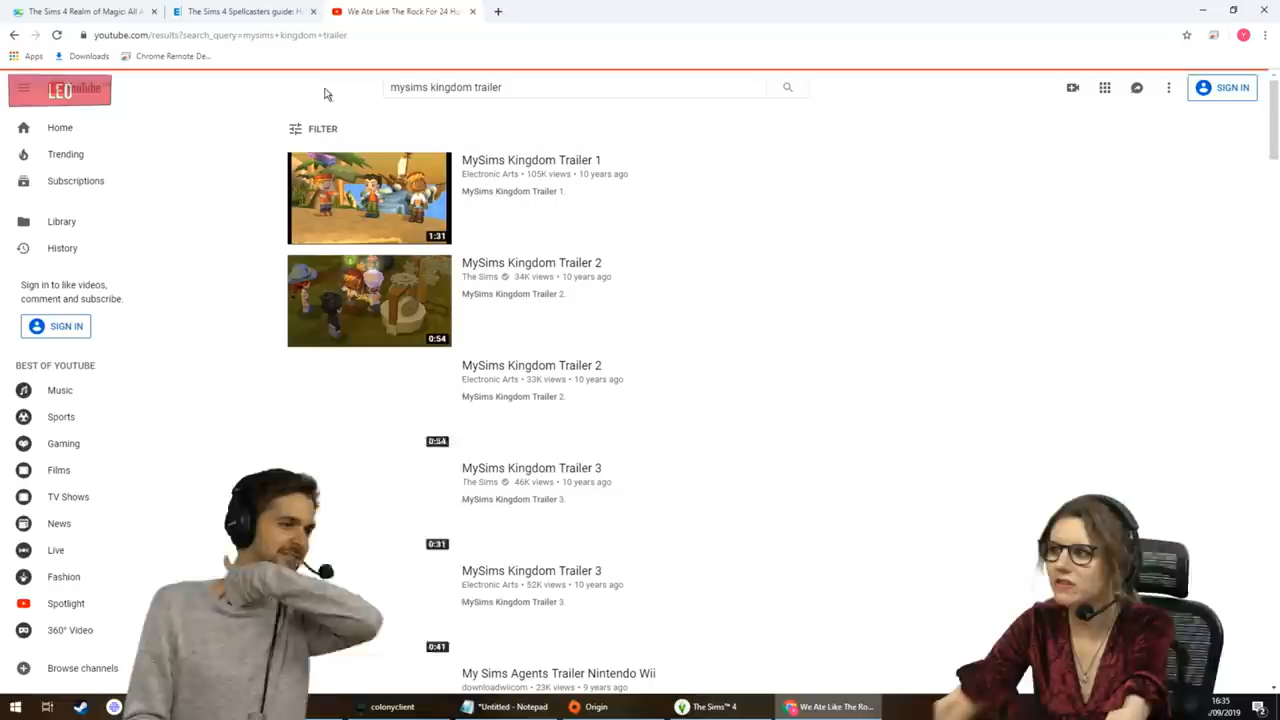 The Sims 4 Realm of Magic: All A
The Sims 4 Spellcasters guide: Ho
We Ate Like The Rock For 24 Hu
youtube.com/results?search_query=mysims+kingdom+trailer
Apps
Downloads
Chrome Remote De...
LEO
mysims kingdom trailer
SIGN IN
Home
FILTER
Trending
Subscriptions
Library
History
Sign in to like videos,
comment and subscribe.
SIGN IN
BEST OF YOUTUBE
Music
Sports
Gaming
Films
TV Shows
News
Live
Fashion
Spotlight
360° Video
Browse channels
MySims Kingdom Trailer 1
Electronic Arts • 105K views • 10 years ago
MySims Kingdom Trailer 1.
1:31
MySims Kingdom Trailer 2
The Sims 34K views • 10 years ago
MySims Kingdom Trailer 2.
0:54
MySims Kingdom Trailer 2
Electronic Arts • 33K views • 10 years ago
MySims Kingdom Trailer 2.
0:54
MySims Kingdom Trailer 3
The Sims 46K views • 10 years ago
MySims Kingdom Trailer 3.
0:31
MySims Kingdom Trailer 3
Electronic Arts • 52K views • 10 years ago
MySims Kingdom Trailer 3.
0:41
My Sims Agents Trailer Nintendo Wii
downloadwiicom • 23K views • 9 years ago
colonyclient
*Untitled - Notepad
Origin
The Sims™ 4
We Ate Like The Ro...
16:35
/09/2019
2